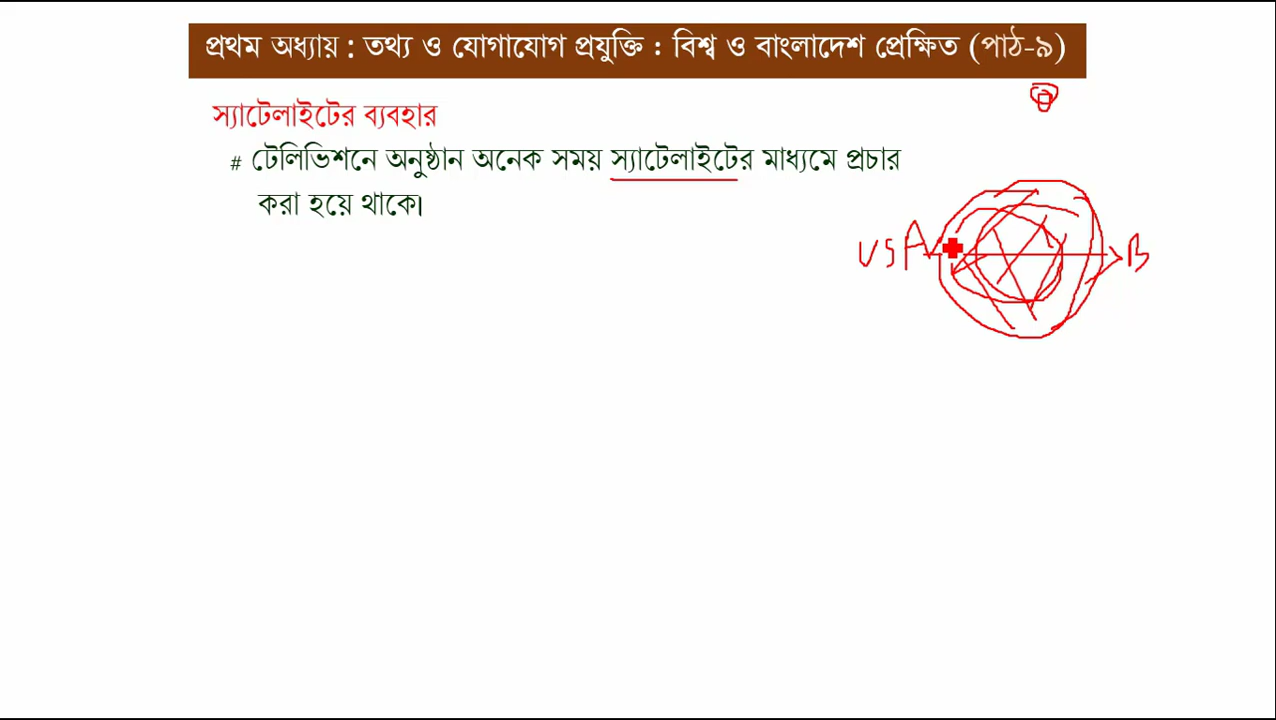 প্রথম অধ্যায় : তথ্য ও যোগাযোগ প্রযুক্তি : বিশ্ব ও বাংলাদেশ প্রেক্ষিত (পাঠ-৯)
স্যাটেলাইটের ব্যবহার
# টেলিভিশনে অনুষ্ঠান অনেক সময় স্যাটেলাইটের মাধ্যমে প্রচার
করা হয়ে থাকে।
USA B